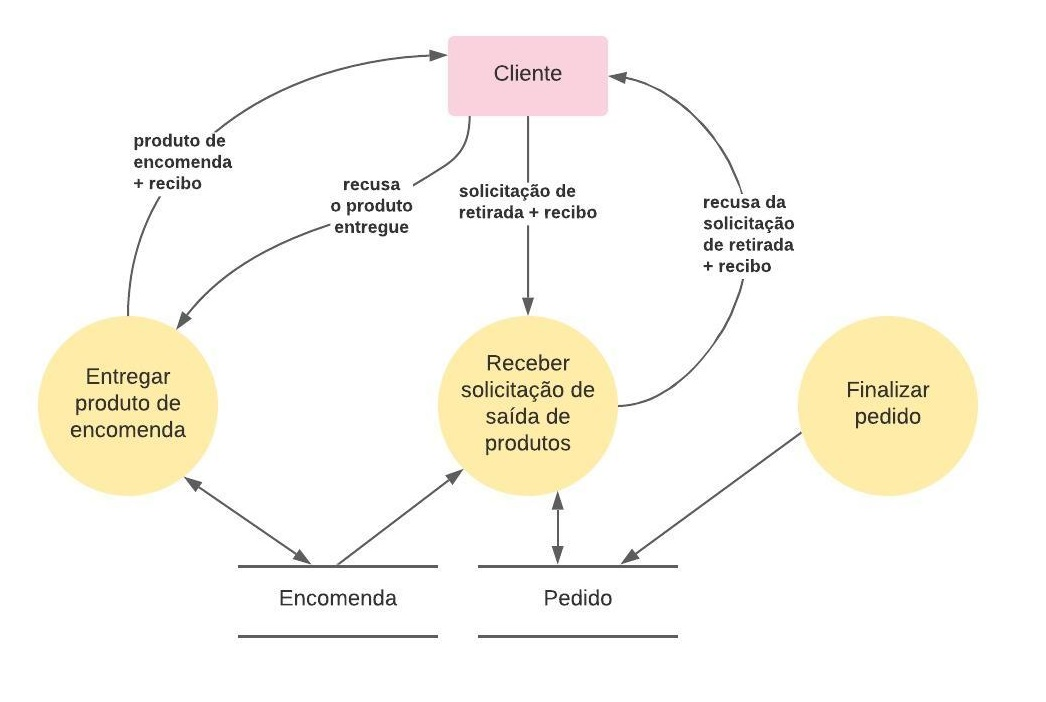 Cliente
produto de
encomenda
+ recibo
recusa
o produto
entregue
solicitação de
retirada + recibo
recusa da
solicitação
de retirada
+ recibo
Entregar
produto de
encomenda
Receber
solicitação de
saída de
produtos
Finalizar
pedido
Encomenda
Pedido